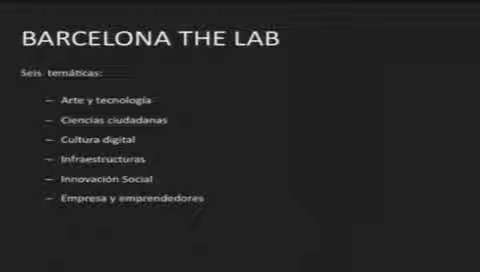 BARCELONA THE LAB
Seis temáticas:
– Arte y tecnología
– Ciencias ciudadanas
– Cultura digital
– Infraestructuras
– Innovación Social
– Empresa y emprendedores